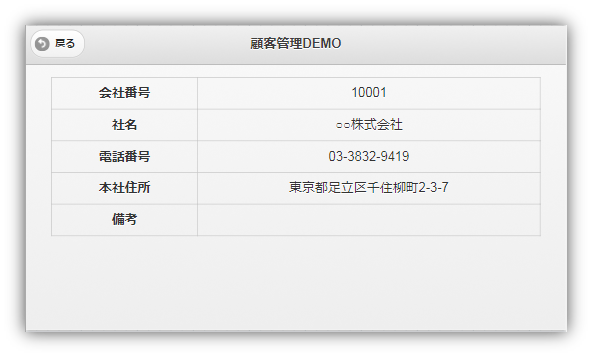 戻る 顧客管理DEMO
会社番号 10001
社名 ○○株式会社
電話番号 03-3832-9419
本社住所 東京都足立区千住柳町2-3-7
備考